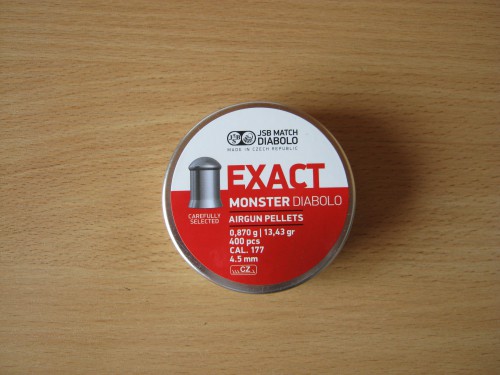 JSB MATCH
DIABOLO
MADE IN CZECH REPUBLIC
EXACT
MONSTER DIABOLO
CAREFULLY
SELECTED
AIRGUN PELLETS
0,870 g | 13,43 gr
400 pcs
CAL. 177
4.5 mm
CZ